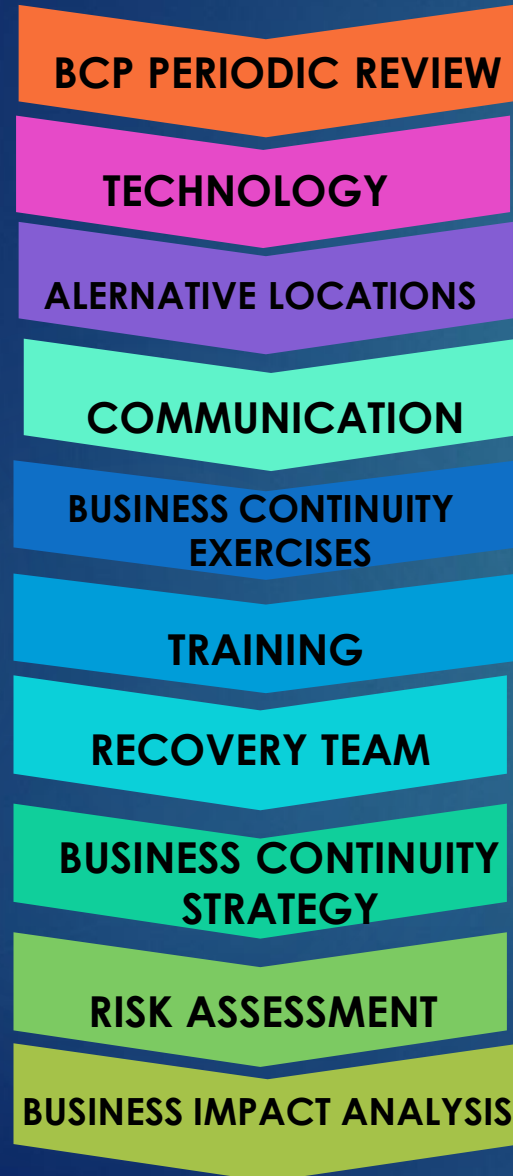 BCP PERIODIC REVIEW
TECHNOLOGY
ALERNATIVE LOCATIONS
COMMUNICATION
BUSINESS CONTINUITY
EXERCISES
TRAINING
RECOVERY TEAM
BUSINESS CONTINUITY
STRATEGY
RISK ASSESSMENT
BUSINESS IMPACT ANALYSIS